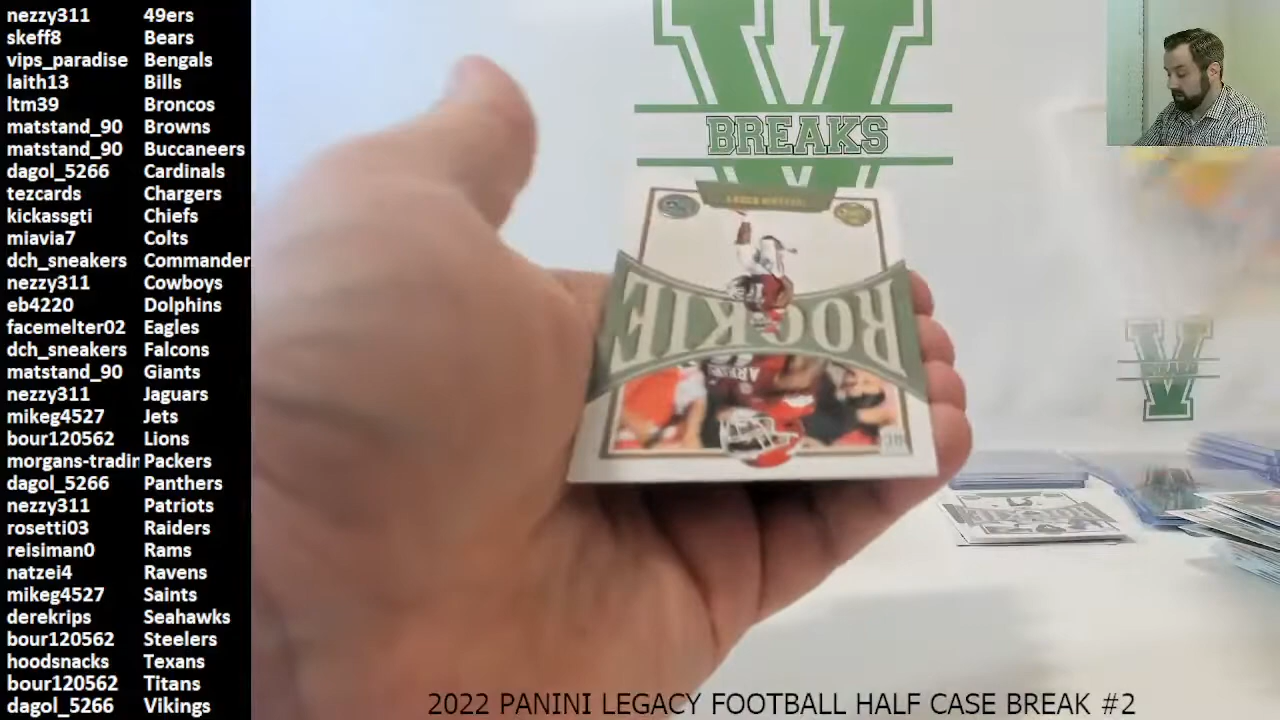 nezzy311 49ers
skeff8 Bears
vips_paradise Bengals
laith13 Bills
ltm39 Broncos
matstand_90 Browns
matstand_90 Buccaneers
dagol_5266 Cardinals
tezcards Chargers
kickassgti Chiefs
miavia7 Colts
dch_sneakers Commander
nezzy311 Cowboys
eb4220 Dolphins
facemelter02 Eagles
dch_sneakers Falcons
matstand_90 Giants
nezzy311 Jaguars
mikeg4527 Jets
bour120562 Lions
morgans-tradin Packers
dagol_5266 Panthers
nezzy311 Patriots
rosetti03 Raiders
reisiman0 Rams
natzei4 Ravens
mikeg4527 Saints
derekrips Seahawks
bour120562 Steelers
hoodsnacks Texans
bour120562 Titans
dagol_5266 Vikings
V
BREAKS
ROOKIE
V
2022 PANINI LEGACY FOOTBALL HALF CASE BREAK #2